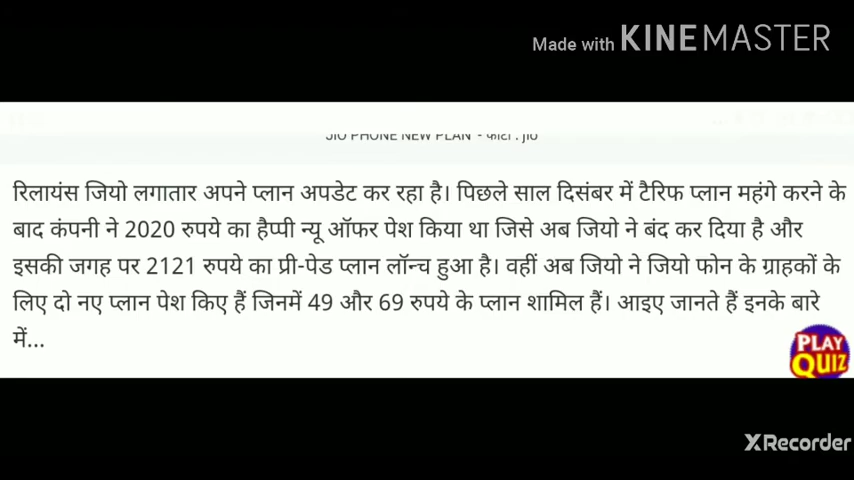 Made with KINEMASTER
JIO PHONE NEW PLAN - फोटो : jio
रिलायंस जियो लगातार अपने प्लान अपडेट कर रहा है। पिछले साल दिसंबर में टैरिफ प्लान महंगे करने के
बाद कंपनी ने 2020 रुपये का हैप्पी न्यू ऑफर पेश किया था जिसे अब जियो ने बंद कर दिया है और
इसकी जगह पर 2121 रुपये का प्री-पेड प्लान लॉन्च हुआ है। वहीं अब जियो ने जियो फोन के ग्राहकों के
लिए दो नए प्लान पेश किए हैं जिनमें 49 और 69 रुपये के प्लान शामिल हैं। आइए जानते हैं इनके बारे
में...
PLAY
QUIZ
XRecorder